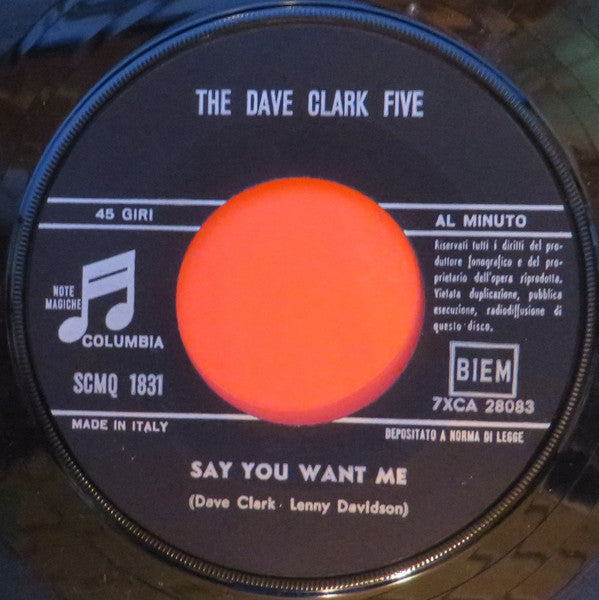 THE DAVE CLARK FIVE
45 GIRI
AL MINUTO
NOTE
MAGICHE
COLUMBIA
SCMQ 1831
MADE IN ITALY
Riservati tutti i diritti del pro-
duttore fonografico e del pro-
prietario dell'opera riprodotta.
Vietata duplicazione, pubblica
esecuzione, radiodiffusione di
questo disco.
BIEM
7XCA 28083
DEPOSITATO A NORMA DI LEGGE
SAY YOU WANT ME
(Dave Clark - Lenny Davidson)